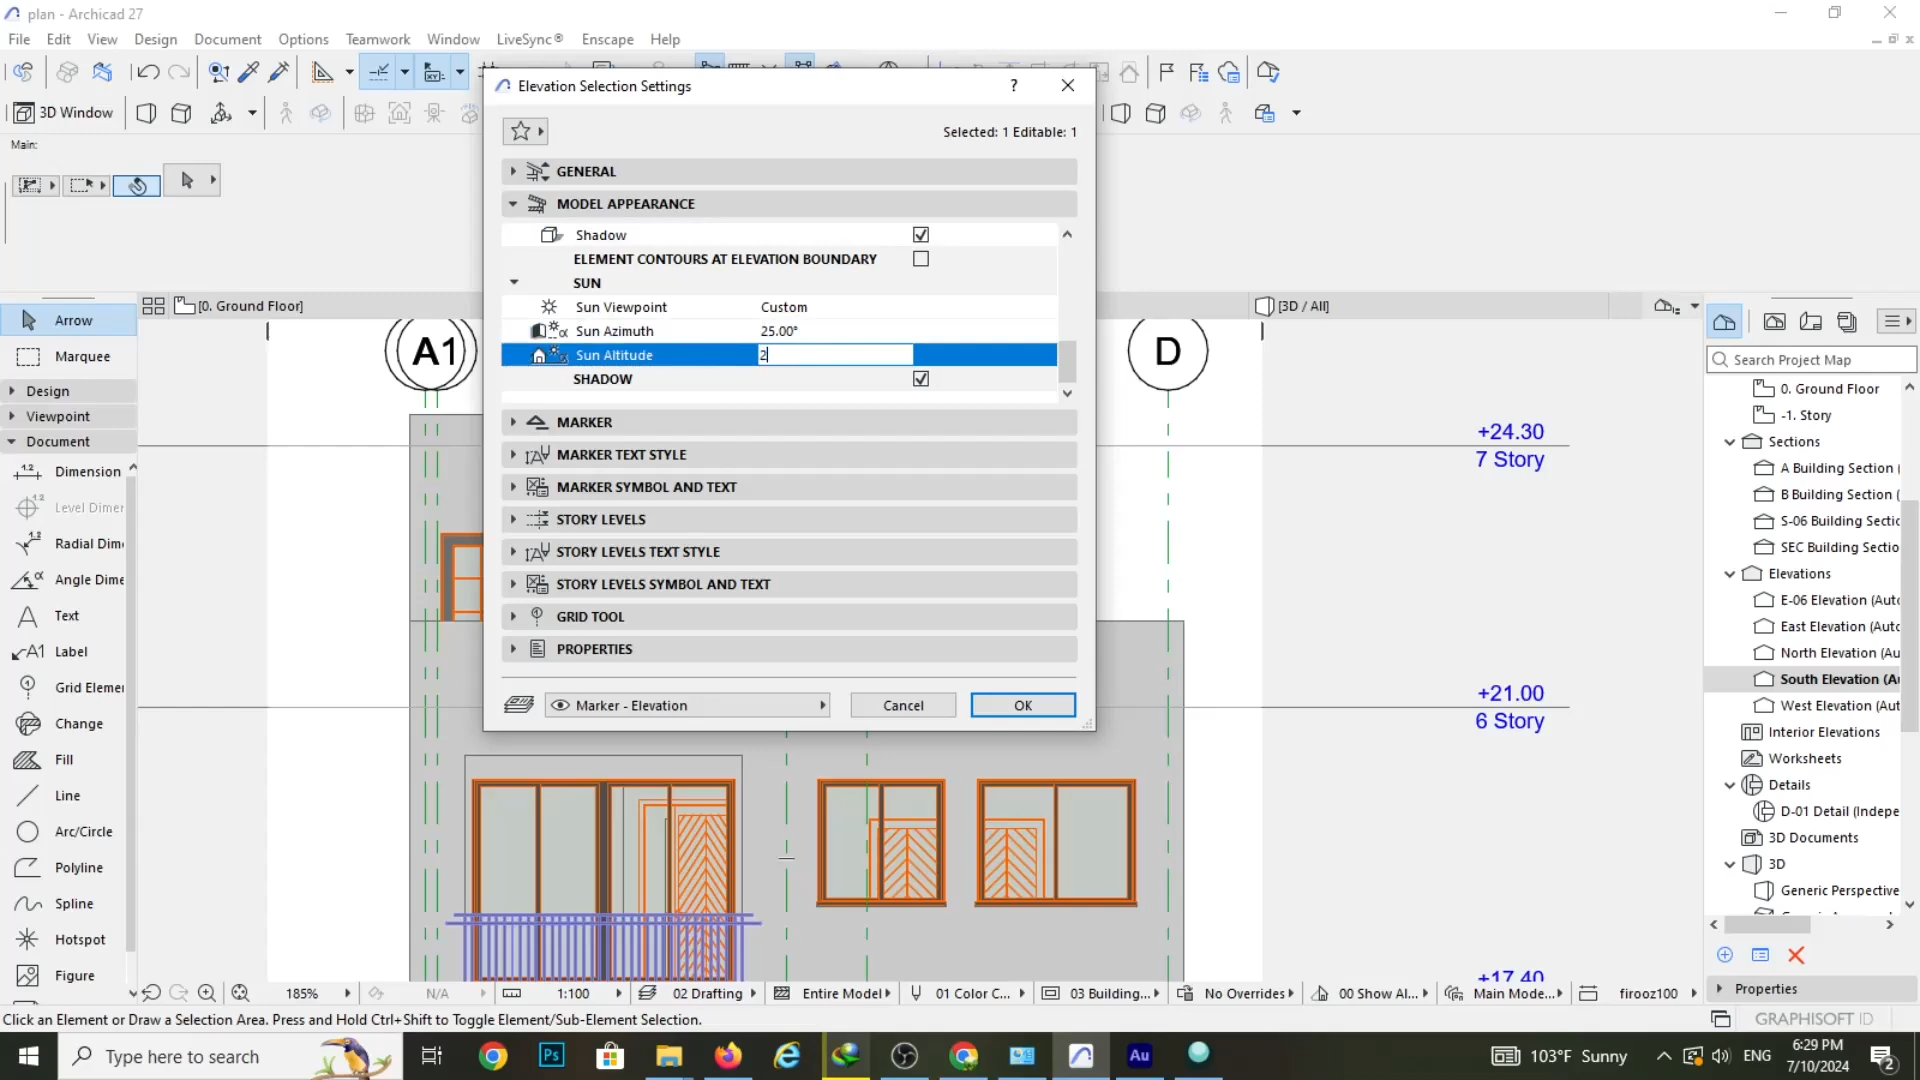 plan - Archicad 27
File Edit View Design Document Options Teamwork Window LiveSync® Enscape Help
3D Window
Main:
Elevation Selection Settings
?
Selected: 1 Editable: 1
GENERAL
MODEL APPEARANCE
Shadow
ELEMENT CONTOURS AT ELEVATION BOUNDARY
SUN
Sun Viewpoint Custom
Sun Azimuth 25.00°
Sun Altitude 2
SHADOW
MARKER
MARKER TEXT STYLE
MARKER SYMBOL AND TEXT
STORY LEVELS
STORY LEVELS TEXT STYLE
STORY LEVELS SYMBOL AND TEXT
GRID TOOL
PROPERTIES
Marker - Elevation
Cancel
OK
[0. Ground Floor]
[3D / All]
Arrow
Marquee
Design
Viewpoint
Document
Dimension
Level Dimer
Radial Dim
Angle Dime
Text
Label
Grid Elemer
Change
Fill
Line
Arc/Circle
Polyline
Spline
Hotspot
Figure
A1
D
+24.30
7 Story
+21.00
6 Story
+17.40
Search Project Map
0. Ground Floor
-1. Story
Sections
A Building Section (
B Building Section (
S-06 Building Sectic
SEC Building Sectio
Elevations
E-06 Elevation (Autc
East Elevation (Autc
North Elevation (Au
South Elevation (Au
West Elevation (Aut
Interior Elevations
Worksheets
Details
D-01 Detail (Indepe
3D Documents
3D
Generic Perspective
Properties
185% N/A 1:100 02 Drafting Entire Model 01 Color C... 03 Building... No Overrides 00 Show Al... Main Mode... firooz100
Click an Element or Draw a Selection Area. Press and Hold Ctrl+Shift to Toggle Element/Sub-Element Selection.
GRAPHISOFT ID
Type here to search
Ps
Au
103°F Sunny
ENG
6:29 PM
7/10/2024
2